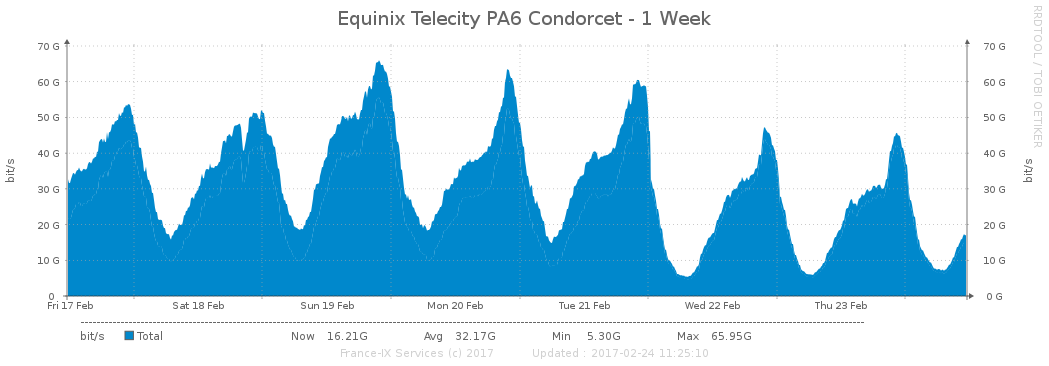 Equinix Telecity PA6 Condorcet - 1 Week
RRDTOOL / TOBI OETIKER
70 G 70 G
60 G 60 G
50 G 50 G
40 G 40 G
30 G 30 G
20 G 20 G
10 G 10 G
0 0 G
bit/s
bit/s
Fri 17 Feb Sat 18 Feb Sun 19 Feb Mon 20 Feb Tue 21 Feb Wed 22 Feb Thu 23 Feb
bit/s Total Now 16.21G Avg 32.17G Min 5.30G Max 65.95G
France-IX Services (c) 2017 Updated : 2017-02-24 11:25:10